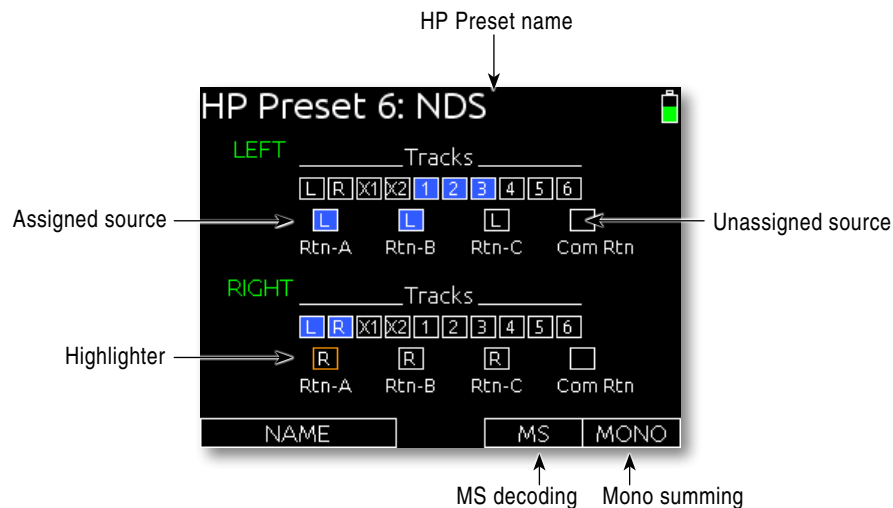 HP Preset name
HP Preset 6: NDS
LEFT
Tracks
L R X1 X2 1 2 3 4 5 6
Assigned source
L L L
Unassigned source
Rtn-A Rtn-B Rtn-C Com Rtn
RIGHT
Tracks
L R X1 X2 1 2 3 4 5 6
Highlighter
R R R
Rtn-A Rtn-B Rtn-C Com Rtn
NAME MS MONO
MS decoding Mono summing